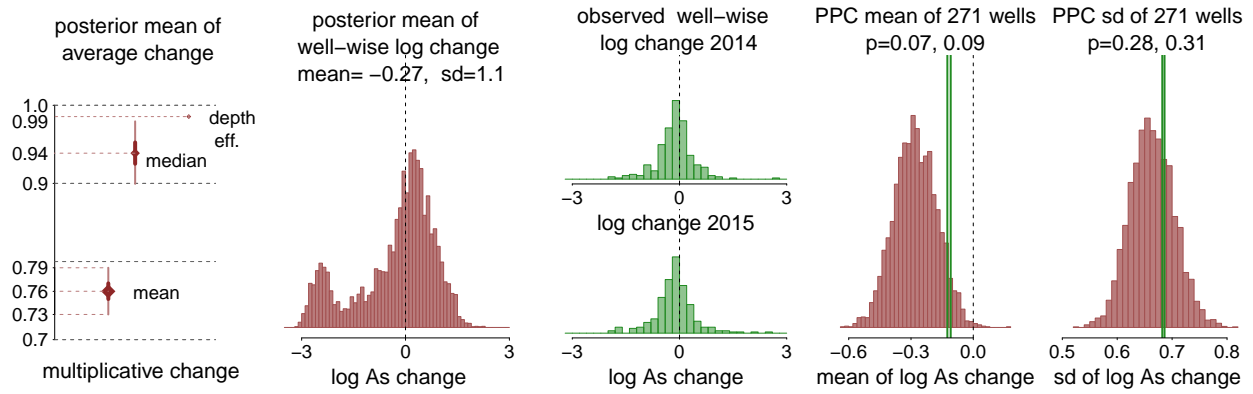 posterior mean of
average change
1.0
0.99
0.94
0.9
0.79
0.76
0.73
0.7
depth
eff.
median
mean
multiplicative change
posterior mean of
well−wise log change
mean= −0.27, sd=1.1
−3 0 3
log As change
observed well−wise
log change 2014
−3 0 3
log change 2015
−3 0 3
log As change
PPC mean of 271 wells
p=0.07, 0.09
−0.6 −0.3 0.0
mean of log As change
PPC sd of 271 wells
p=0.28, 0.31
0.5 0.6 0.7 0.8
sd of log As change